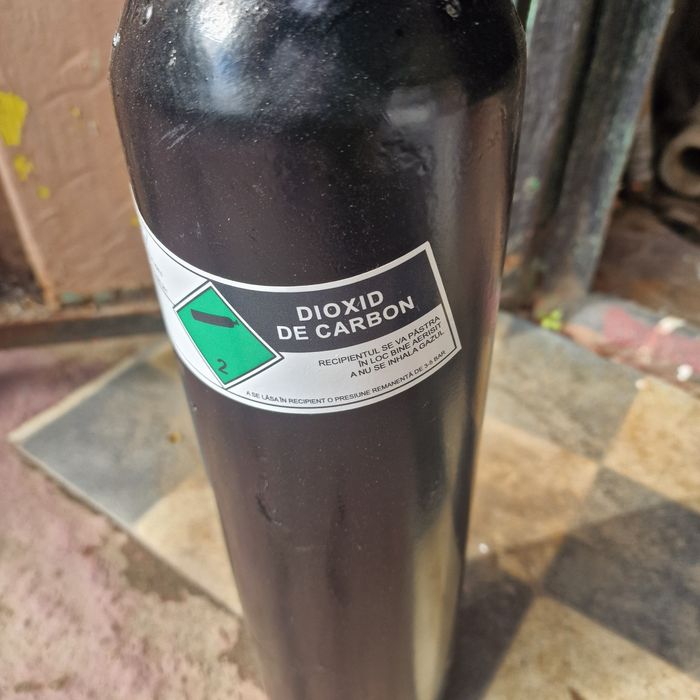 DIOXID
DE CARBON
RECIPIENTUL SE VA PĂSTRA
ÎN LOC BINE AERISIT
A NU SE INHALA GAZUL
2
A SE LĂSA ÎN RECIPIENT O PRESIUNE REMANENTĂ DE 3-5 BAR